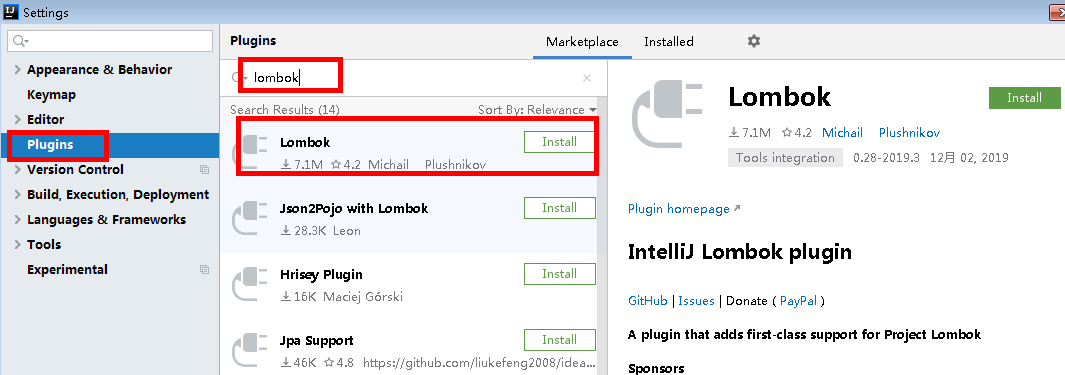 Settings
Appearance & Behavior
Keymap
Editor
Plugins
Version Control
Build, Execution, Deployment
Languages & Frameworks
Tools
Experimental
Plugins
Marketplace
Installed
lombok
Search Results (14)
Sort By: Relevance
Lombok
Install
7.1M 4.2 Michail Plushnikov
Json2Pojo with Lombok
Install
28.3K Leon
Hrisey Plugin
Install
16K Maciej Górski
Jpa Support
Install
46K 4.8 https://github.com/liukefeng2008/idea...
Lombok
Install
7.1M 4.2 Michail Plushnikov
Tools integration 0.28-2019.3 12月 02, 2019
Plugin homepage
IntelliJ Lombok plugin
GitHub | Issues | Donate ( PayPal )
A plugin that adds first-class support for Project Lombok
Sponsors